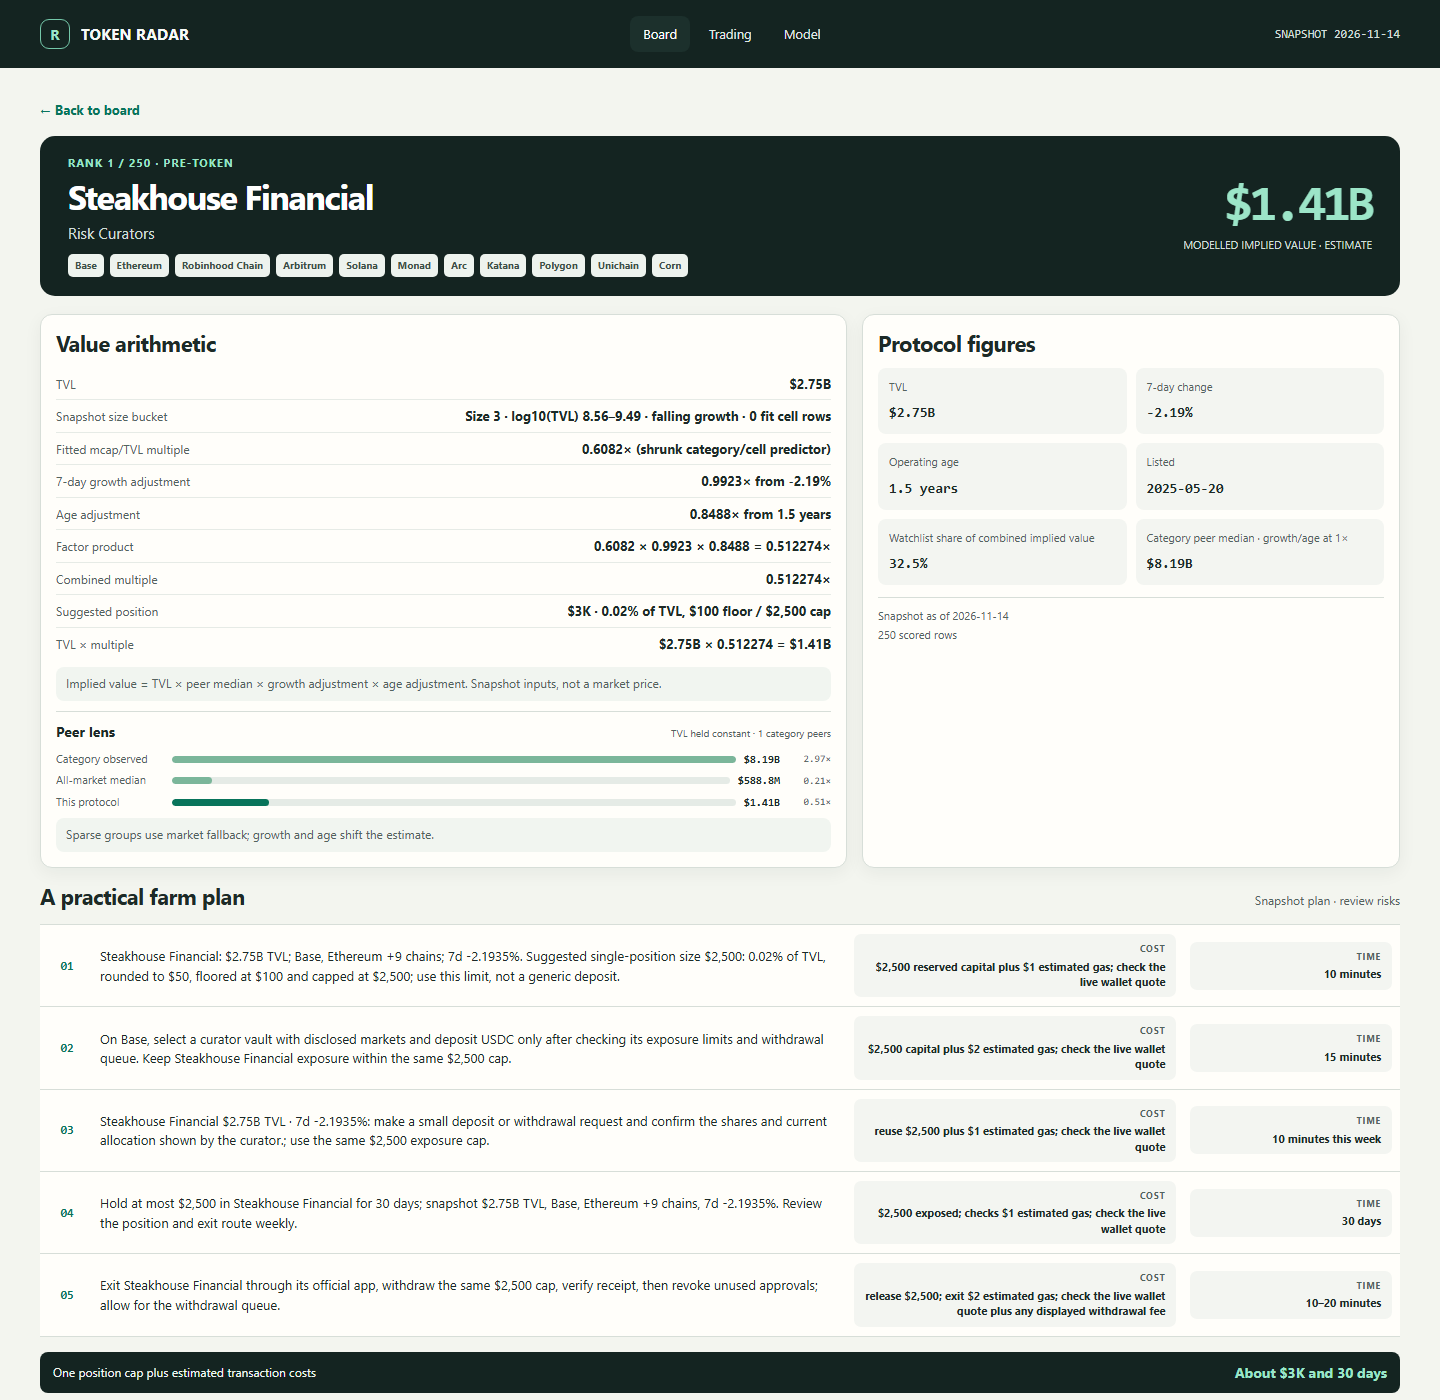 R TOKEN RADAR
Board Trading Model
SNAPSHOT 2026-11-14
← Back to board
RANK 1 / 250 · PRE-TOKEN
Steakhouse Financial
Risk Curators
Base Ethereum Robinhood Chain Arbitrum Solana Monad Arc Katana Polygon Unichain Corn
$1.41B
MODELLED IMPLIED VALUE · ESTIMATE
Value arithmetic
TVL $2.75B
Snapshot size bucket Size 3 · log10(TVL) 8.56–9.49 · falling growth · 0 fit cell rows
Fitted mcap/TVL multiple 0.6082× (shrunk category/cell predictor)
7-day growth adjustment 0.9923× from -2.19%
Age adjustment 0.8488× from 1.5 years
Factor product 0.6082 × 0.9923 × 0.8488 = 0.512274×
Combined multiple 0.512274×
Suggested position $3K · 0.02% of TVL, $100 floor / $2,500 cap
TVL × multiple $2.75B × 0.512274 = $1.41B
Implied value = TVL × peer median × growth adjustment × age adjustment. Snapshot inputs, not a market price.
Peer lens TVL held constant · 1 category peers
Category observed $8.19B 2.97×
All-market median $588.8M 0.21×
This protocol $1.41B 0.51×
Sparse groups use market fallback; growth and age shift the estimate.
Protocol figures
TVL
$2.75B
7-day change
-2.19%
Operating age
1.5 years
Listed
2025-05-20
Watchlist share of combined implied value
32.5%
Category peer median · growth/age at 1×
$8.19B
Snapshot as of 2026-11-14
250 scored rows
A practical farm plan
Snapshot plan · review risks
01
Steakhouse Financial: $2.75B TVL; Base, Ethereum +9 chains; 7d -2.1935%. Suggested single-position size $2,500: 0.02% of TVL,
rounded to $50, floored at $100 and capped at $2,500; use this limit, not a generic deposit.
COST
$2,500 reserved capital plus $1 estimated gas; check the
live wallet quote
TIME
10 minutes
02
On Base, select a curator vault with disclosed markets and deposit USDC only after checking its exposure limits and withdrawal
queue. Keep Steakhouse Financial exposure within the same $2,500 cap.
COST
$2,500 capital plus $2 estimated gas; check the live wallet
quote
TIME
15 minutes
03
Steakhouse Financial $2.75B TVL · 7d -2.1935%: make a small deposit or withdrawal request and confirm the shares and current
allocation shown by the curator.; use the same $2,500 exposure cap.
COST
reuse $2,500 plus $1 estimated gas; check the live wallet
quote
TIME
10 minutes this week
04
Hold at most $2,500 in Steakhouse Financial for 30 days; snapshot $2.75B TVL, Base, Ethereum +9 chains, 7d -2.1935%. Review
the position and exit route weekly.
COST
$2,500 exposed; checks $1 estimated gas; check the live
wallet quote
TIME
30 days
05
Exit Steakhouse Financial through its official app, withdraw the same $2,500 cap, verify receipt, then revoke unused approvals;
allow for the withdrawal queue.
COST
release $2,500; exit $2 estimated gas; check the live wallet
quote plus any displayed withdrawal fee
TIME
10–20 minutes
One position cap plus estimated transaction costs
About $3K and 30 days